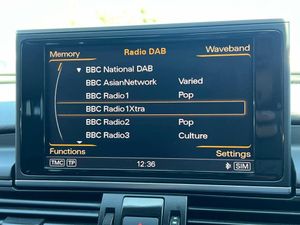 Memory Radio DAB Waveband
BBC National DAB
BBC AsianNetwork Varied
BBC Radio1 Pop
BBC Radio1Xtra
BBC Radio2 Pop
BBC Radio3 Culture
Functions Settings
TMC TP 12:36 SIM